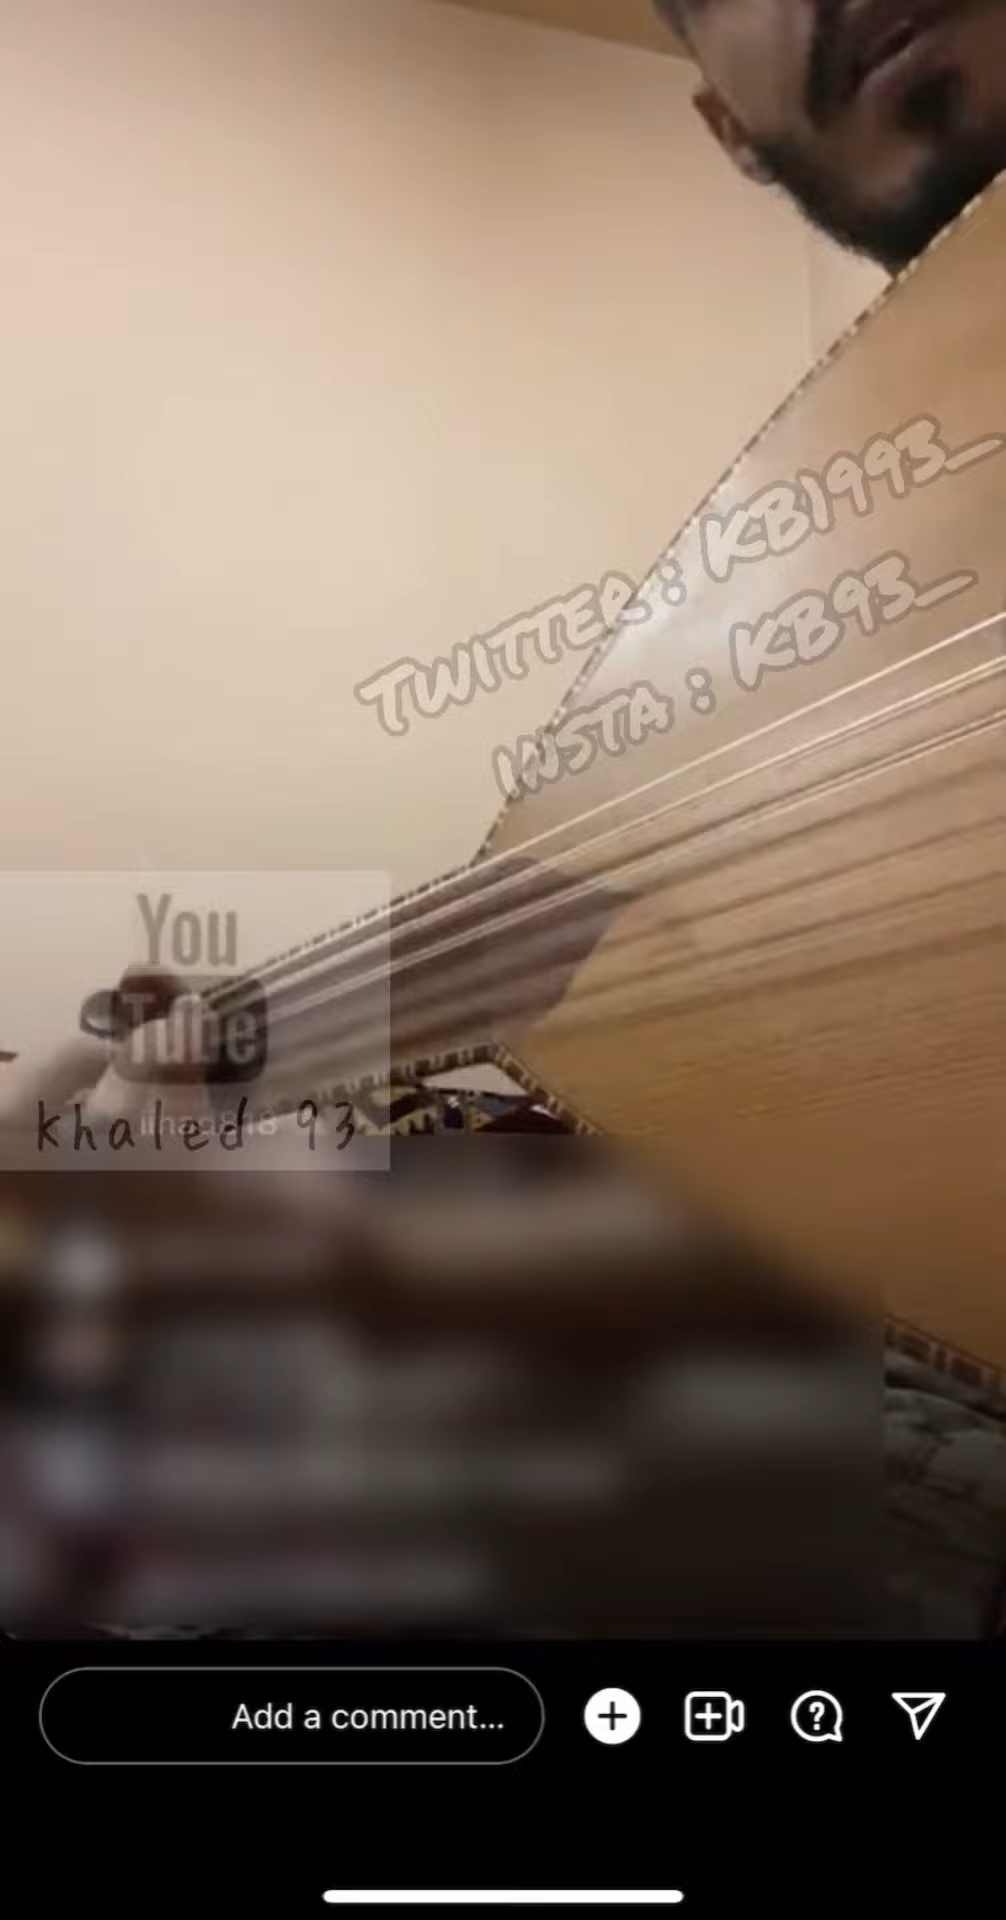 TWITTER : KB1993_
INSTA : KB93_
You
Tube
khaled 93
Add a comment...